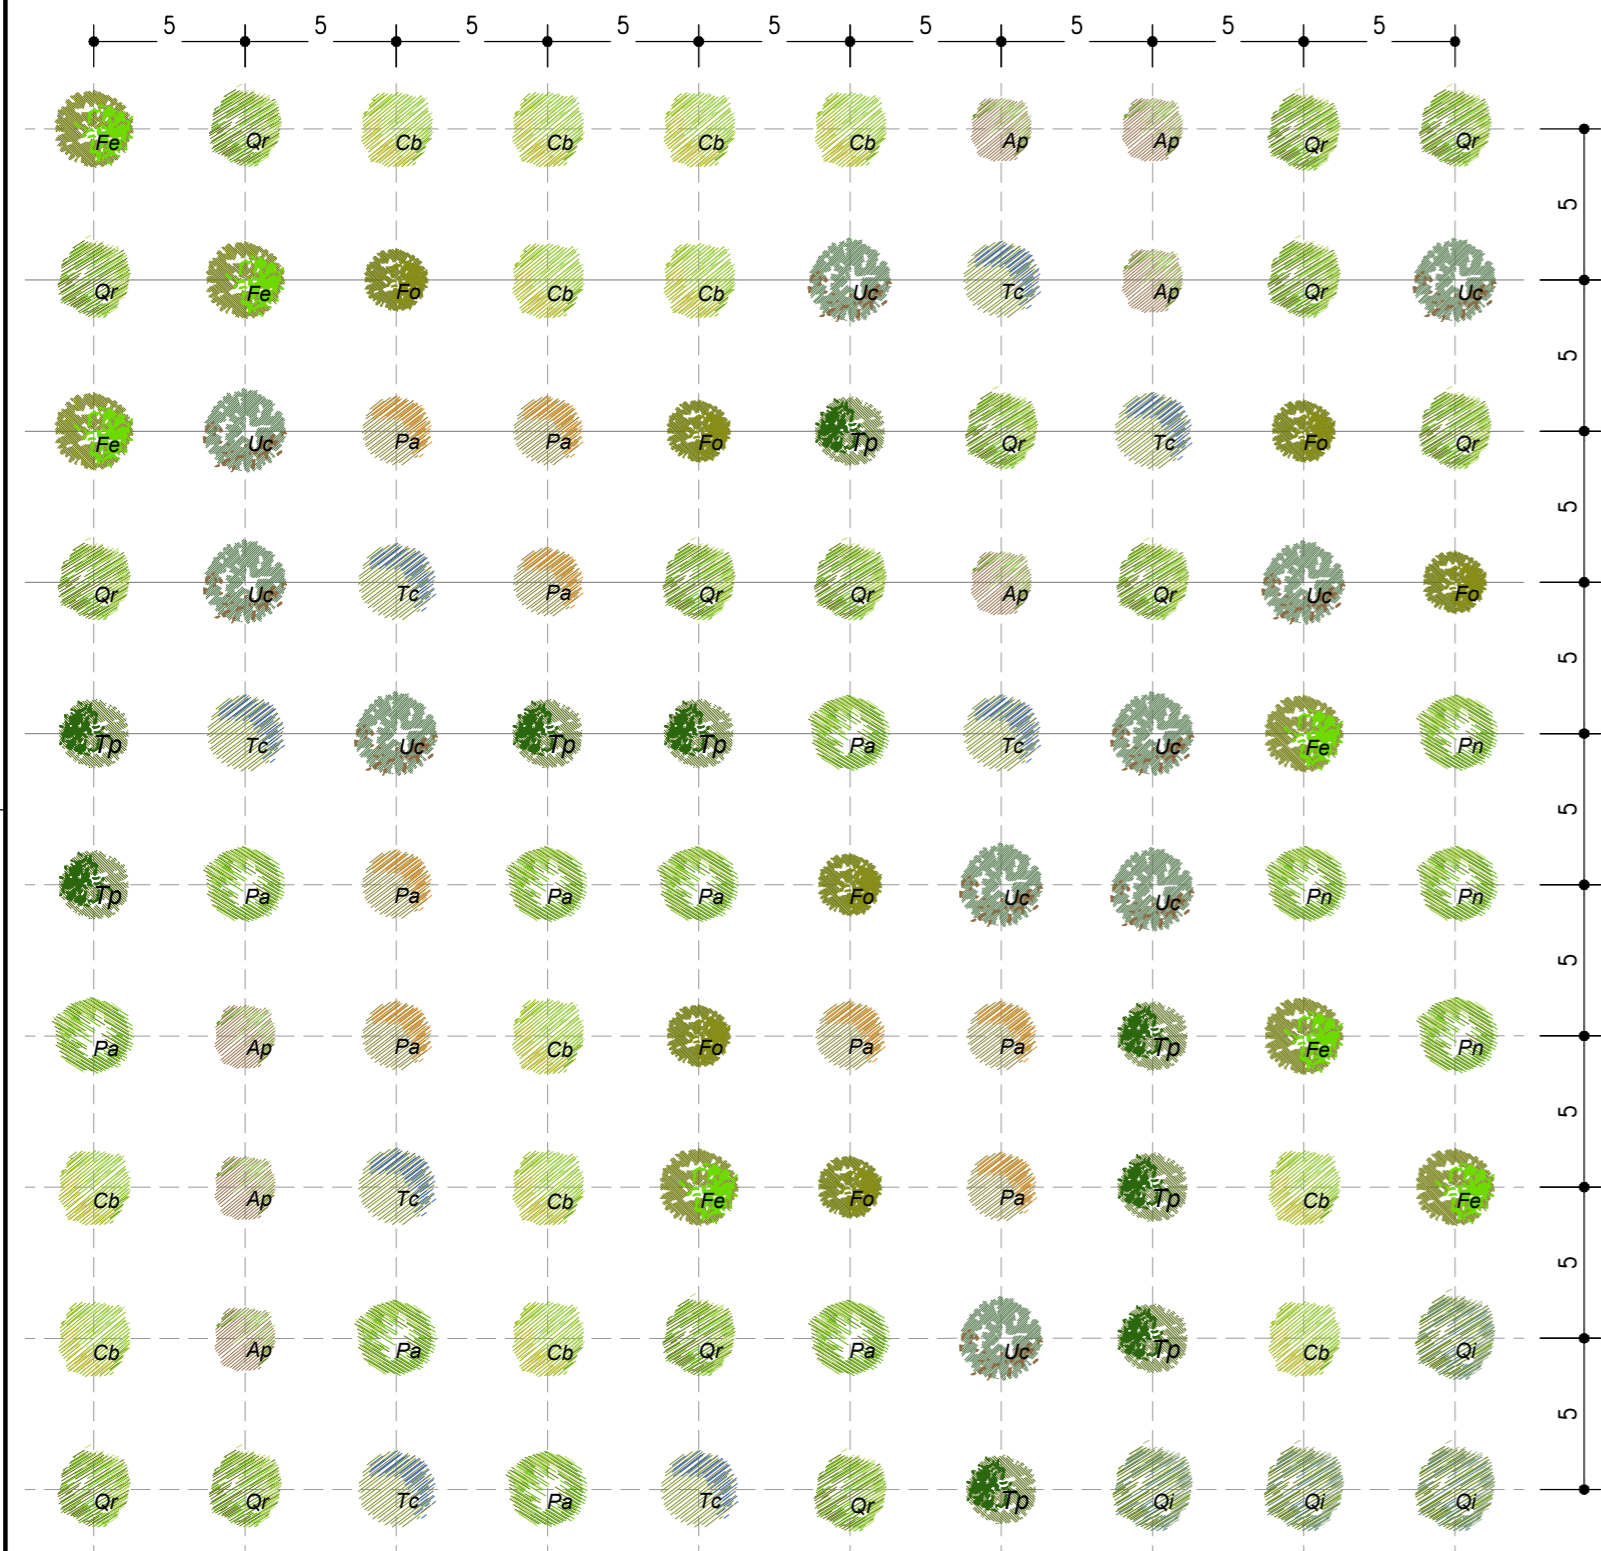 5 5 5 5 5 5 5 5 5
Fe Qr Cb Cb Cb Cb Ap Ap Qr Qr
5
Qr Fe Fo Cb Cb Uc Tc Ap Qr Uc
5
Fe Uc Pa Pa Fo Tp Qr Tc Fo Qr
5
Qr Uc Tc Pa Qr Qr Ap Qr Uc Fo
5
Tp Tc Uc Tp Tp Pa Tc Uc Fe Pn
5
Tp Pa Pa Pa Pa Fo Uc Uc Pn Pn
5
Pa Ap Pa Cb Fo Pa Pa Tp Fe Pn
5
Cb Ap Tc Cb Fe Fo Pa Tp Cb Fe
5
Cb Ap Pa Cb Qr Pa Uc Tp Cb Qi
5
Qr Qr Tc Pa Tc Qr Tp Qi Qi Qi